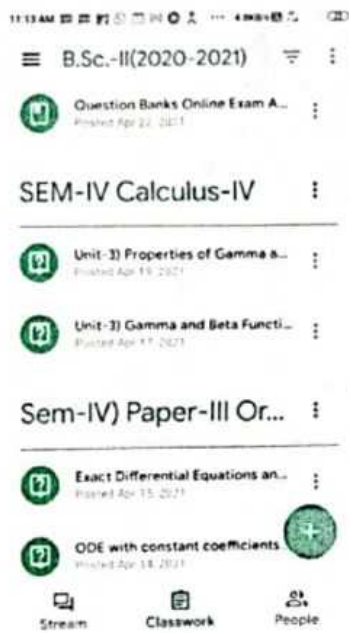 11:13 AM
B.Sc.-II(2020-2021)
Question Banks Online Exam A...
Posted Apr 22, 2021
SEM-IV Calculus-IV
Unit-3) Properties of Gamma a...
Posted Apr 19, 2021
Unit-3) Gamma and Beta Functi...
Posted Apr 17, 2021
Sem-IV) Paper-III Or...
Exact Differential Equations an...
Posted Apr 15, 2021
ODE with constant coefficients
Posted Apr 14, 2021
Stream Classwork People